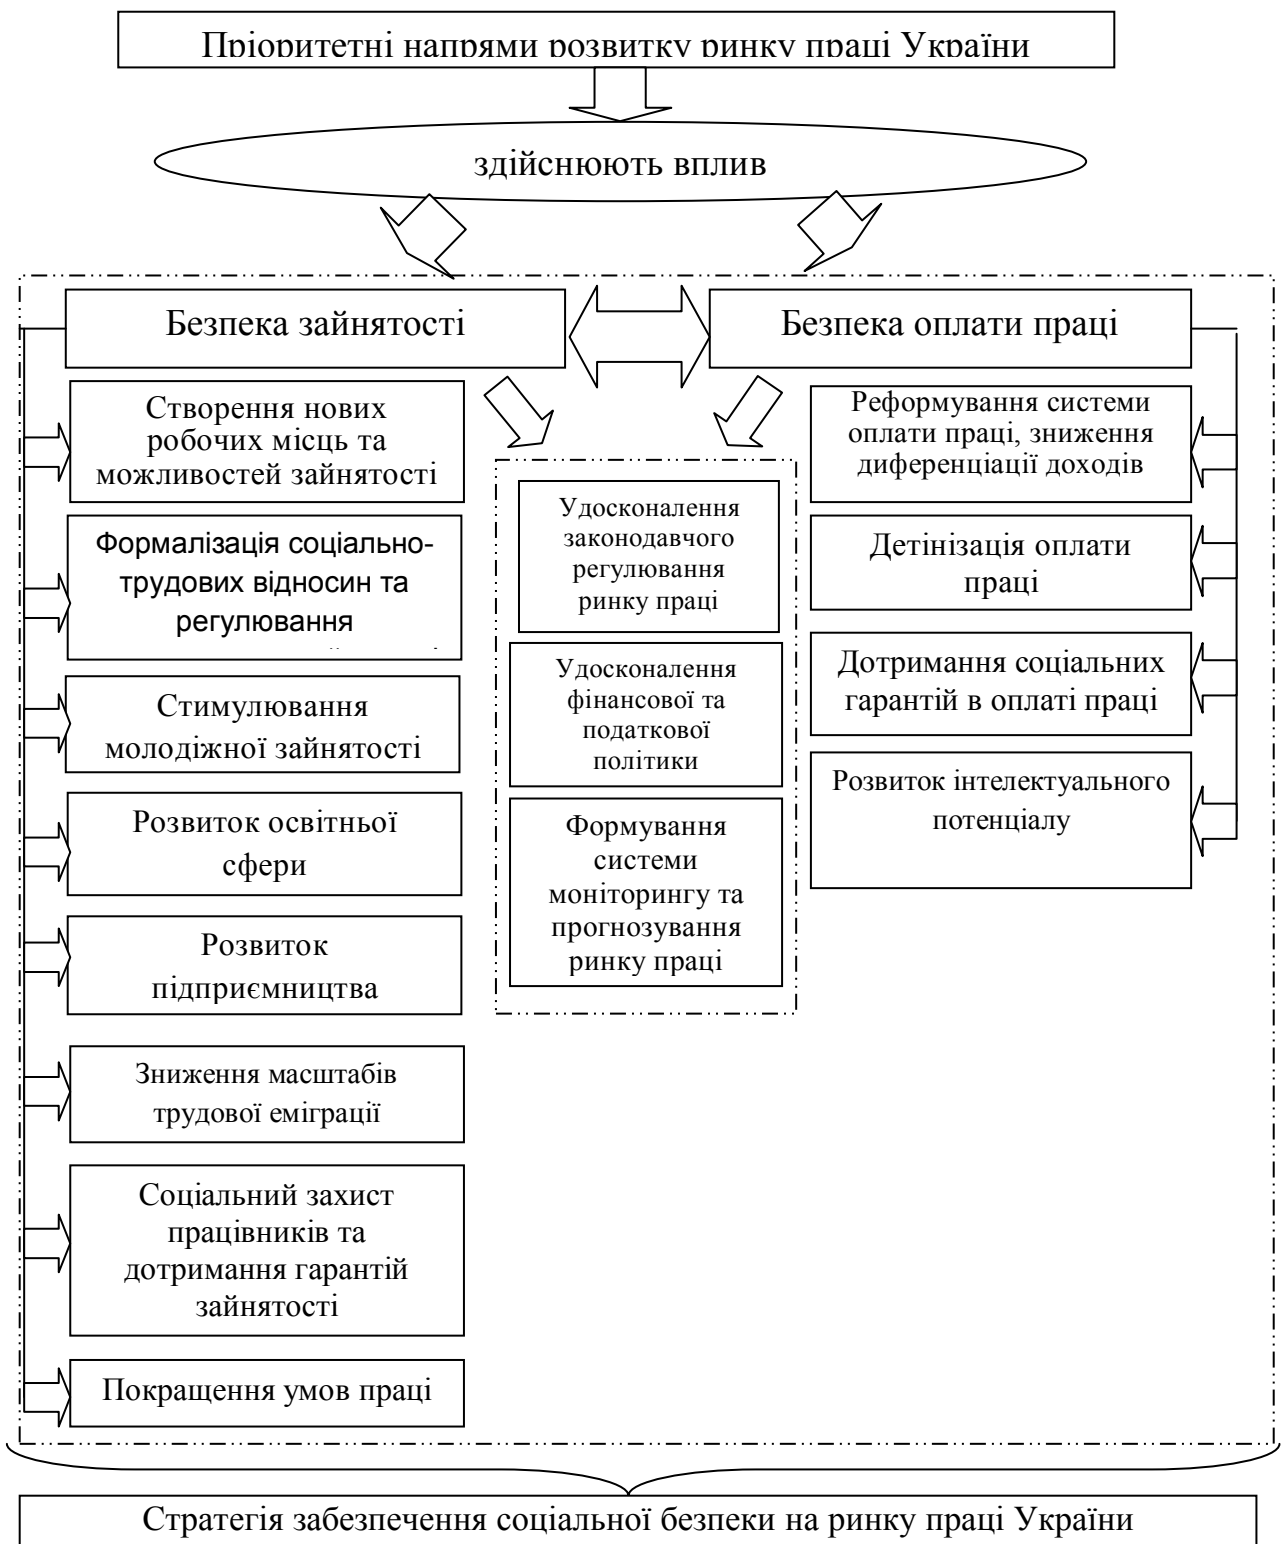 Пріоритетні напрями розвитку ринку праці України
здійснюють вплив
Безпека зайнятості
Безпека оплати праці
Створення нових
робочих місць та
можливостей зайнятості
Формалізація соціально-
трудових відносин та
регулювання
Стимулювання
молодіжної зайнятості
Розвиток освітньої
сфери
Розвиток
підприємництва
Зниження масштабів
трудової еміграції
Соціальний захист
працівників та
дотримання гарантій
зайнятості
Покращення умов праці
Удосконалення
законодавчого
регулювання
ринку праці
Удосконалення
фінансової та
податкової
політики
Формування
системи
моніторингу та
прогнозування
ринку праці
Реформування системи
оплати праці, зниження
диференціації доходів
Детінізація оплати
праці
Дотримання соціальних
гарантій в оплаті праці
Розвиток інтелектуального
потенціалу
Стратегія забезпечення соціальної безпеки на ринку праці України